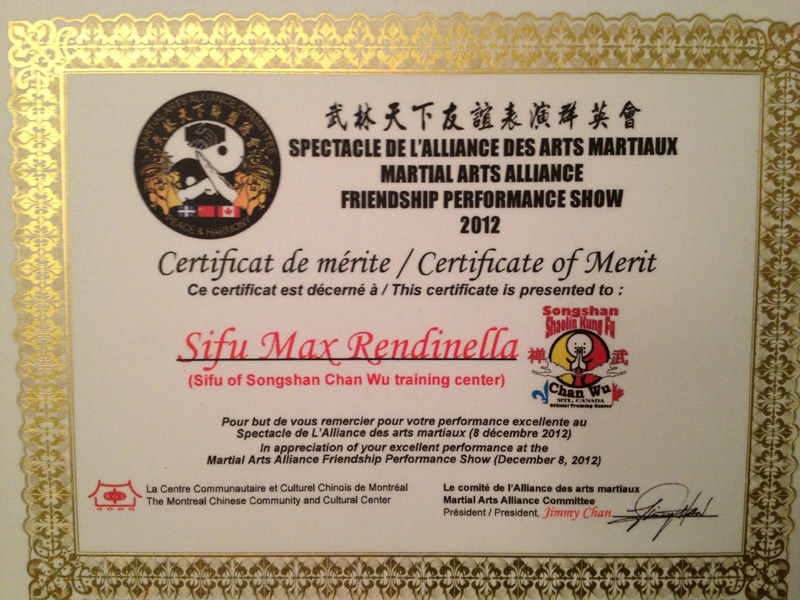 MARTIAL ARTS ALLIANCE COMMITTEE
PEACE & HARMONY
武林天下友誼表演群英會
SPECTACLE DE L'ALLIANCE DES ARTS MARTIAUX
MARTIAL ARTS ALLIANCE
FRIENDSHIP PERFORMANCE SHOW
2012
Certificat de mérite / Certificate of Merit
Ce certificat est décerné à / This certificate is presented to :
Sifu Max Rendinella
(Sifu of Songshan Chan Wu training center)
Songshan
Shaolin Kung Fu
禅 武
Chan Wu
MTL, CANADA
Official Training Center
Pour but de vous remercier pour votre performance excellente au
Spectacle de L'Alliance des arts martiaux (8 décembre 2012)
In appreciation of your excellent performance at the
Martial Arts Alliance Friendship Performance Show (December 8, 2012)
La Centre Communautaire et Culturel Chinois de Montréal
The Montreal Chinese Community and Cultural Center
Le comité de l'Alliance des arts martiaux
Martial Arts Alliance Committee
Président / President, Jimmy Chan